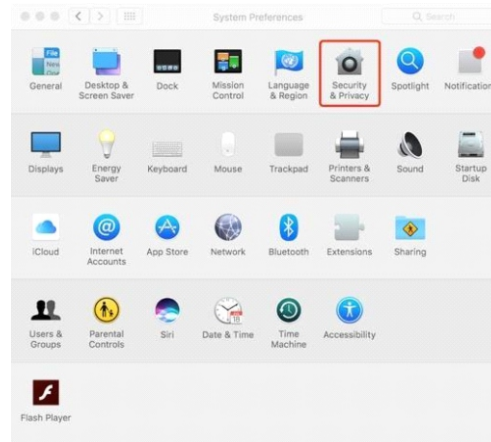 System Preferences
Search
General
Desktop &
Screen Saver
Dock
Mission
Control
Language
& Region
Security
& Privacy
Spotlight
Notification
Displays
Energy
Saver
Keyboard
Mouse
Trackpad
Printers &
Scanners
Sound
Startup
Disk
iCloud
Internet
Accounts
App Store
Network
Bluetooth
Extensions
Sharing
Users &
Groups
Parental
Controls
Siri
Date & Time
Time
Machine
Accessibility
Flash Player